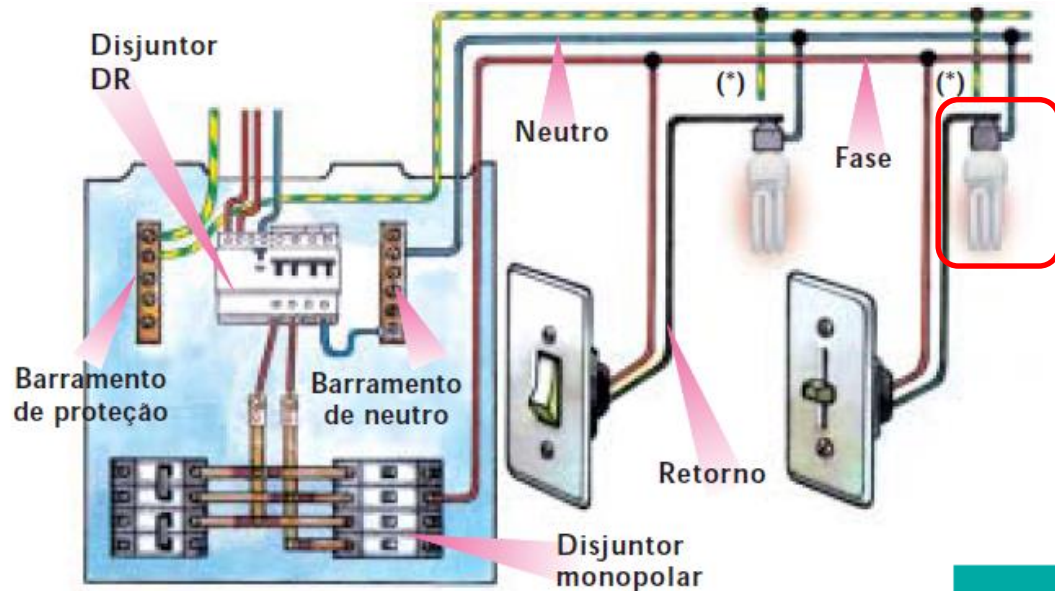 Disjuntor
DR
Neutro
(*)
Fase
(*)
Barramento
de proteção
Barramento
de neutro
Retorno
Disjuntor
monopolar